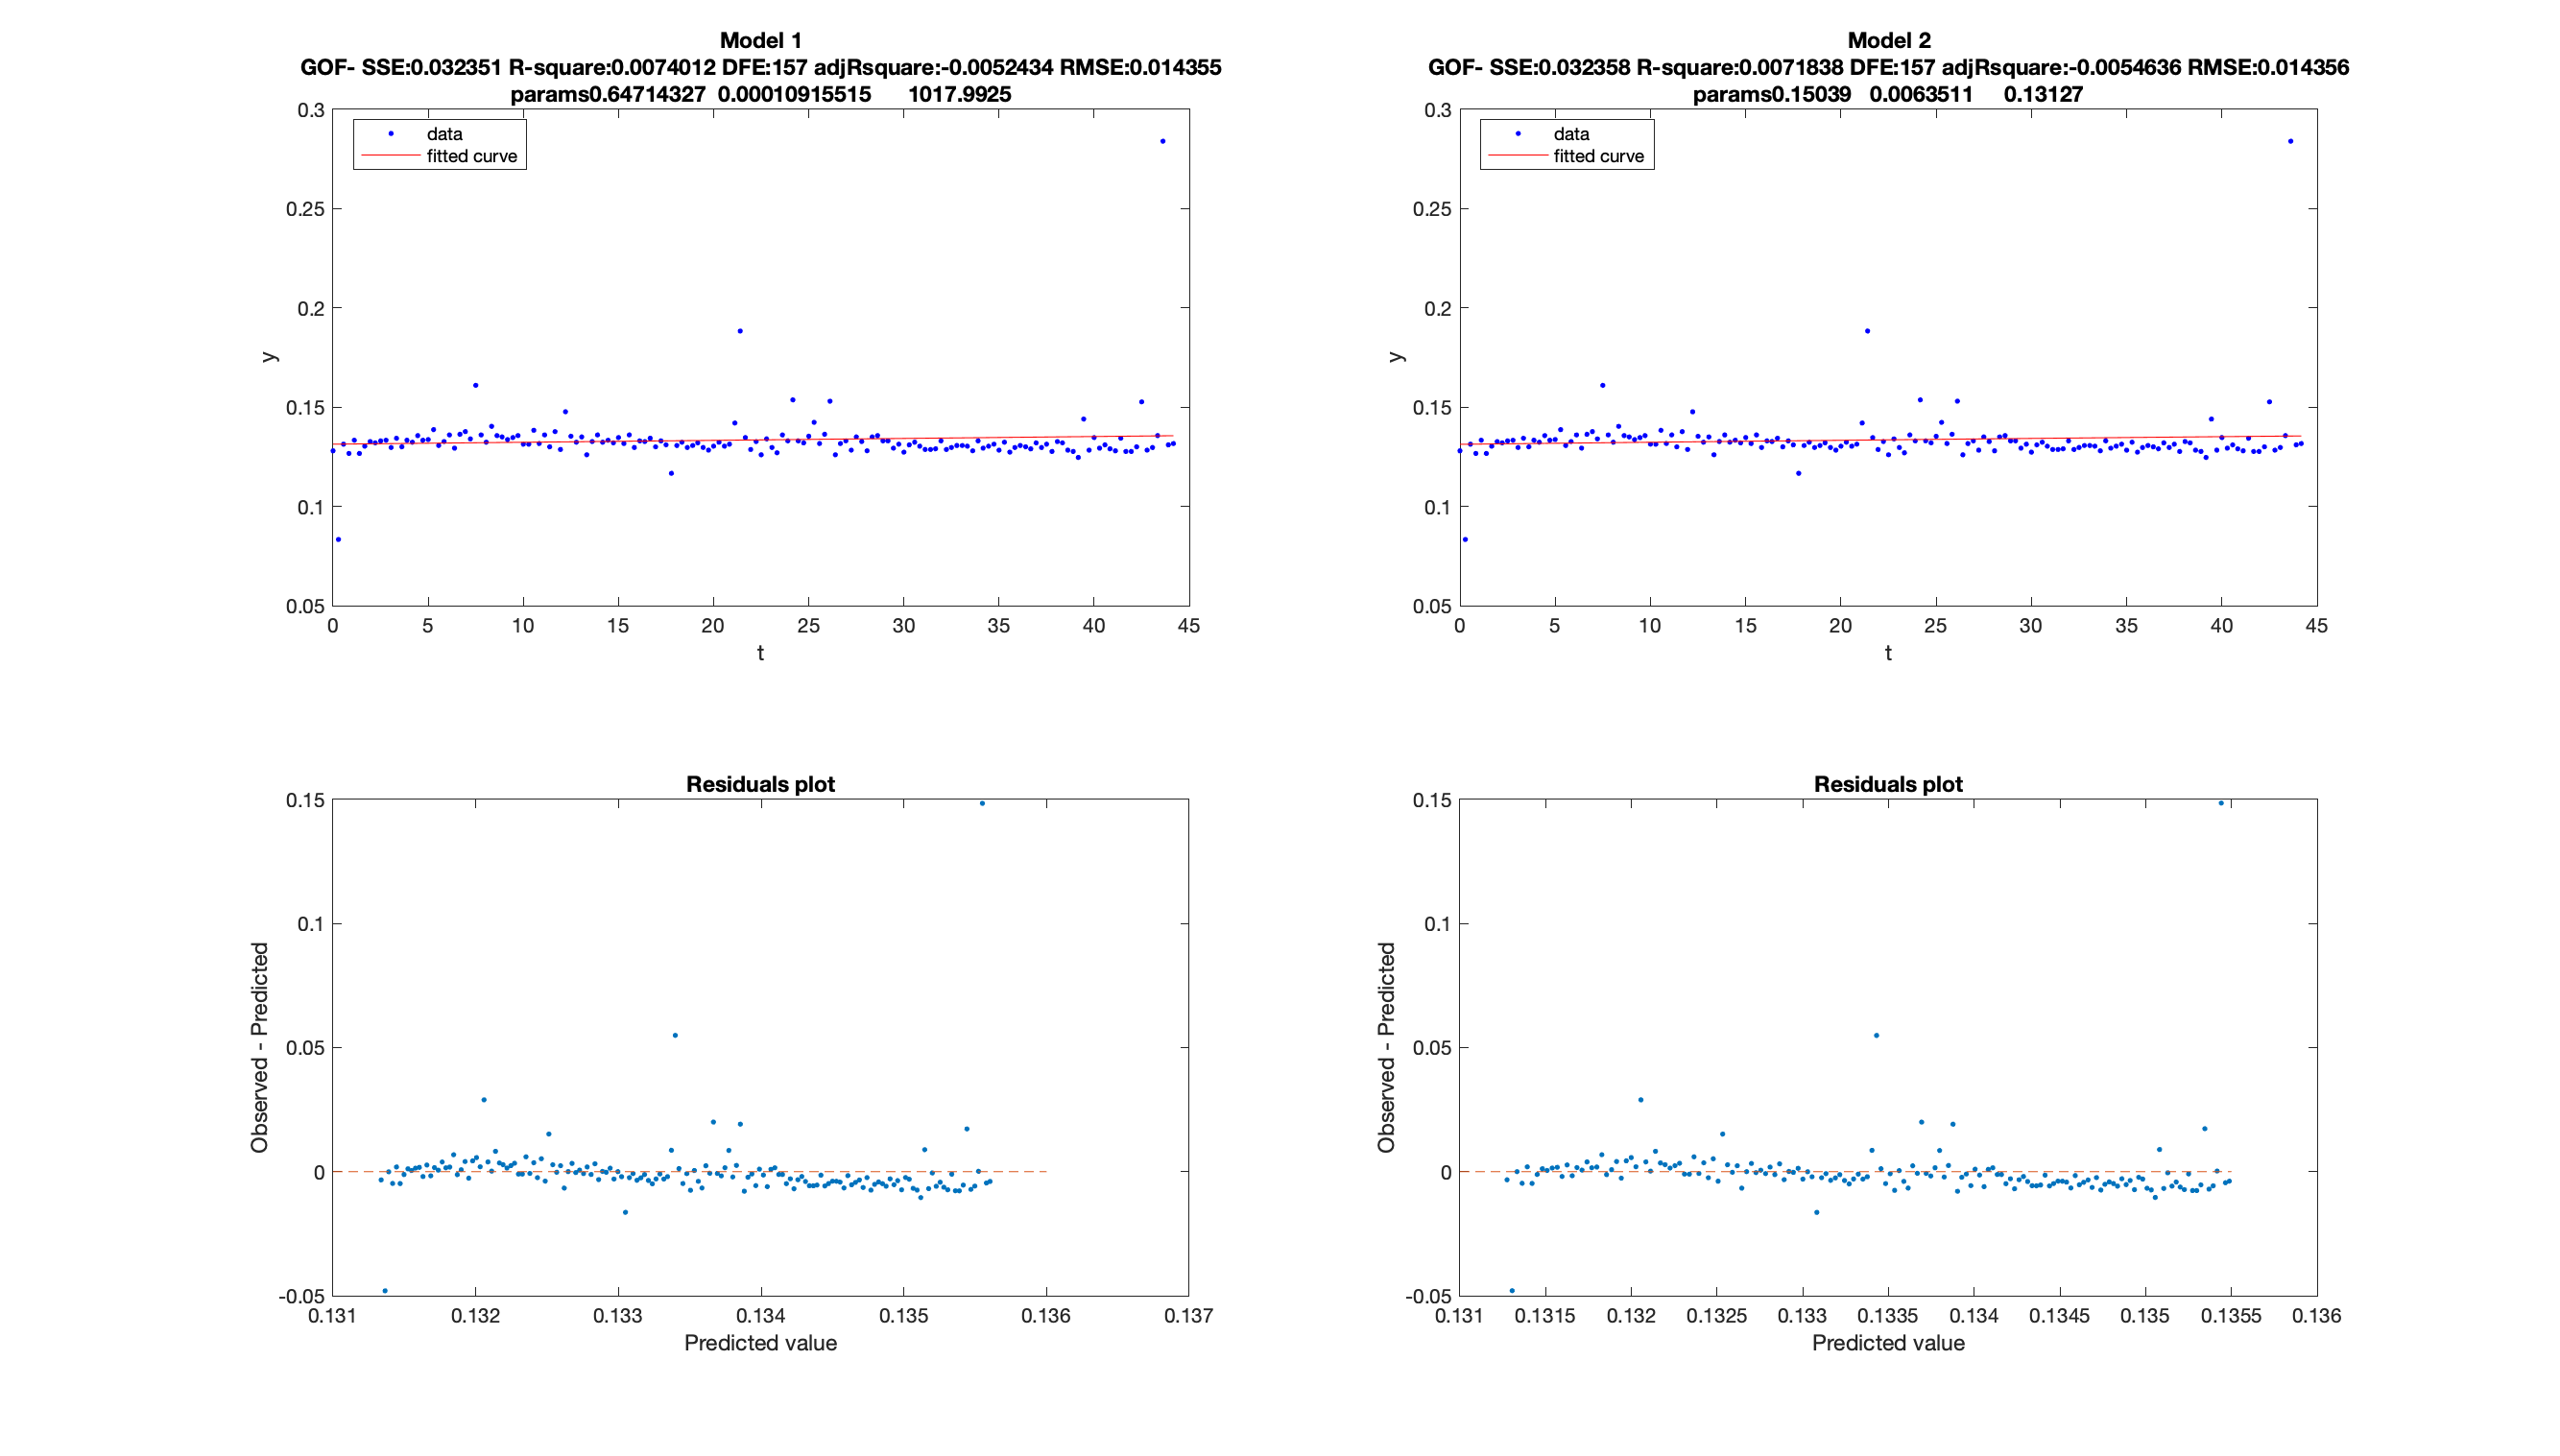 Model 1
GOF- SSE:0.032351 R-square:0.0074012 DFE:157 adjRsquare:-0.0052434 RMSE:0.014355
params0.64714327 0.00010915515 1017.9925
0.3
0.25
0.2
0.15
0.1
0.05
y
data
fitted curve
0 5 10 15 20 25 30 35 40 45
t
Model 2
GOF- SSE:0.032358 R-square:0.0071838 DFE:157 adjRsquare:-0.0054636 RMSE:0.014356
params0.15039 0.0063511 0.13127
0.3
0.25
0.2
0.15
0.1
0.05
y
data
fitted curve
0 5 10 15 20 25 30 35 40 45
t
Residuals plot
0.15
0.1
0.05
0
-0.05
Observed - Predicted
0.131 0.132 0.133 0.134 0.135 0.136 0.137
Predicted value
Residuals plot
0.15
0.1
0.05
0
-0.05
Observed - Predicted
0.131 0.1315 0.132 0.1325 0.133 0.1335 0.134 0.1345 0.135 0.1355 0.136
Predicted value